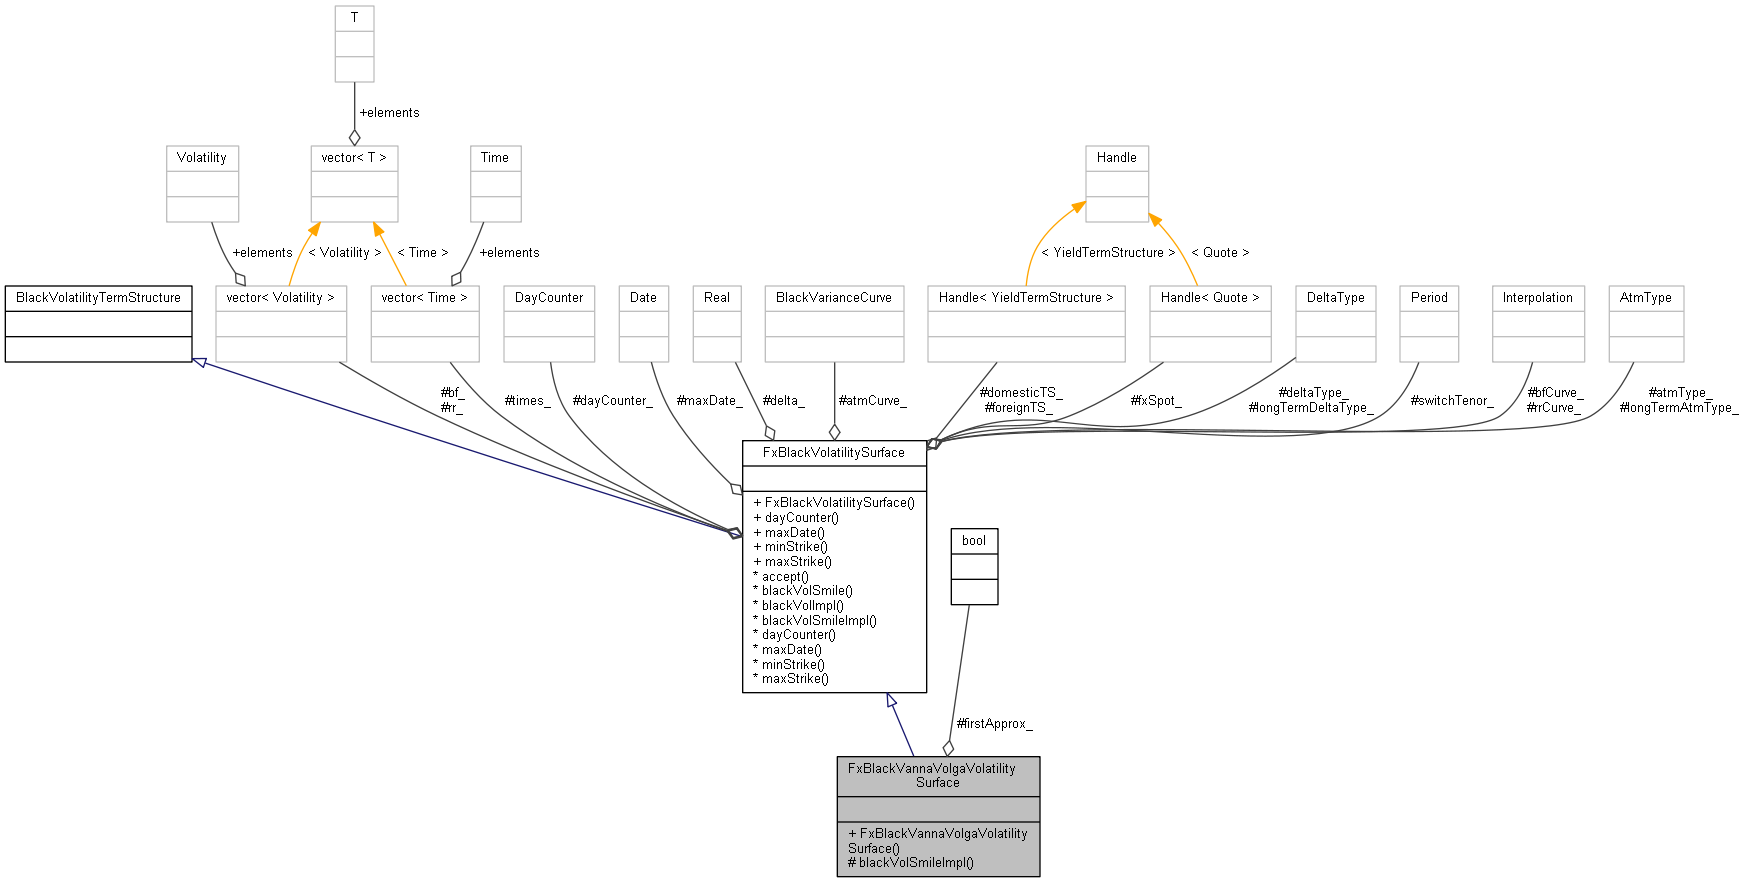 T
+elements
Volatility
vector< T >
Time
Handle
+elements
< Volatility >
< Time >
+elements
< YieldTermStructure >
< Quote >
BlackVolatilityTermStructure
vector< Volatility >
vector< Time >
DayCounter
Date
Real
BlackVarianceCurve
Handle< YieldTermStructure >
Handle< Quote >
DeltaType
Period
Interpolation
AtmType
#bf_
#rr_
#times_
#dayCounter_
#maxDate_
#delta_
#atmCurve_
#domesticTS_
#foreignTS_
#fxSpot_
#deltaType_
#longTermDeltaType_
#switchTenor_
#bfCurve_
#rrCurve_
#atmType_
#longTermAtmType_
FxBlackVolatilitySurface
+ FxBlackVolatilitySurface()
+ dayCounter()
+ maxDate()
+ minStrike()
+ maxStrike()
* accept()
* blackVolSmile()
* blackVolImpl()
* blackVolSmileImpl()
* dayCounter()
* maxDate()
* minStrike()
* maxStrike()
bool
#firstApprox_
FxBlackVannaVolgaVolatility
Surface
+ FxBlackVannaVolgaVolatility
Surface()
# blackVolSmileImpl()